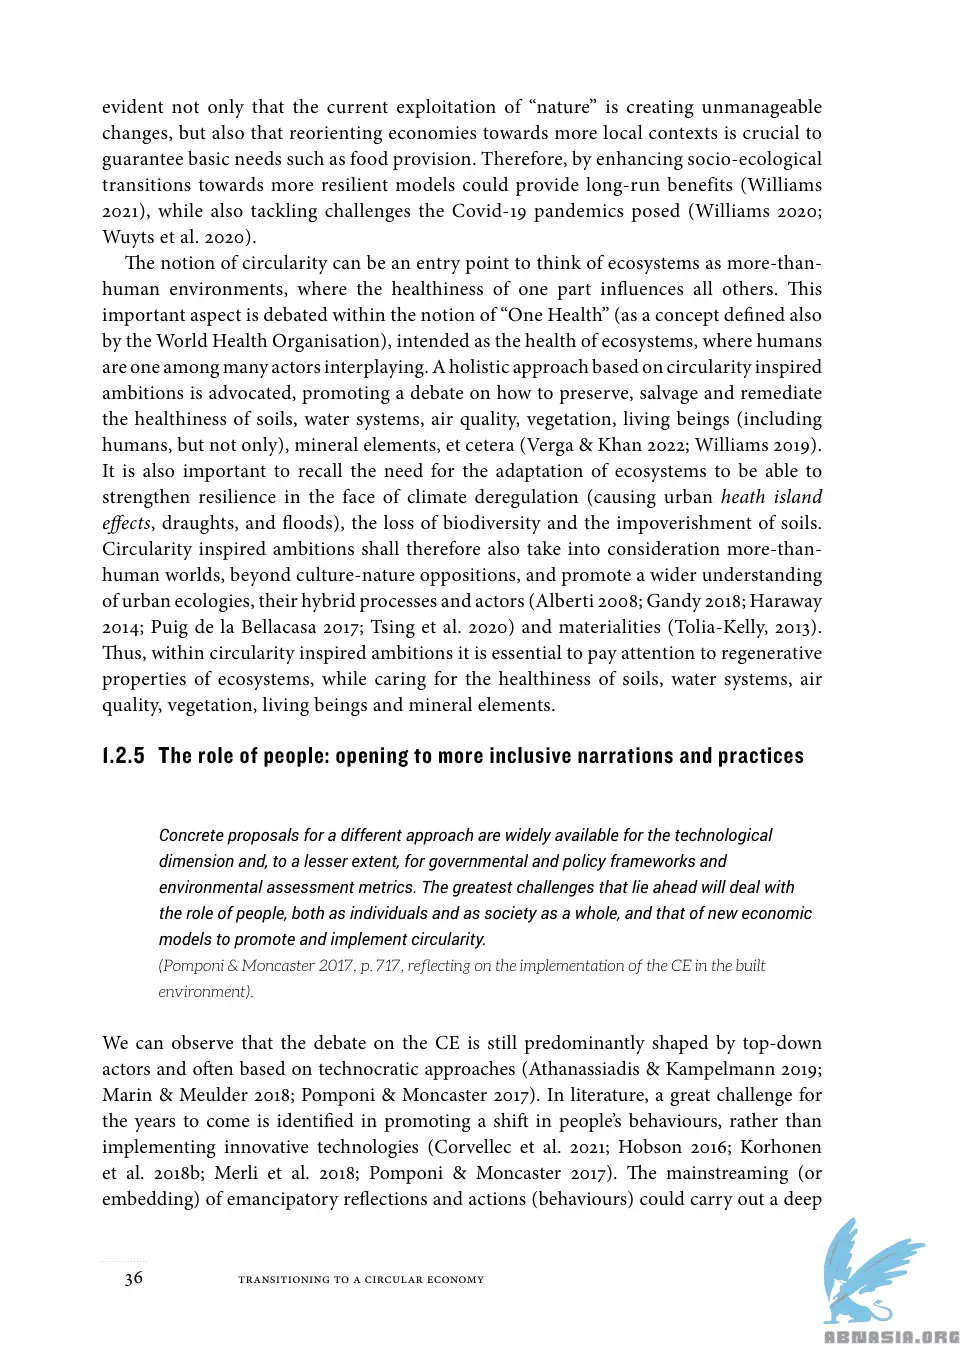 evident not only that the current exploitation of “nature” is creating unmanageable
changes, but also that reorienting economies towards more local contexts is crucial to
guarantee basic needs such as food provision. Therefore, by enhancing socio-ecological
transitions towards more resilient models could provide long-run benefits (Williams
2021), while also tackling challenges the Covid-19 pandemics posed (Williams 2020;
Wuyts et al. 2020).
The notion of circularity can be an entry point to think of ecosystems as more-than-
human environments, where the healthiness of one part influences all others. This
important aspect is debated within the notion of “One Health” (as a concept defined also
by the World Health Organisation), intended as the health of ecosystems, where humans
are one among many actors interplaying. A holistic approach based on circularity inspired
ambitions is advocated, promoting a debate on how to preserve, salvage and remediate
the healthiness of soils, water systems, air quality, vegetation, living beings (including
humans, but not only), mineral elements, et cetera (Verga & Khan 2022; Williams 2019).
It is also important to recall the need for the adaptation of ecosystems to be able to
strengthen resilience in the face of climate deregulation (causing urban heath island
effects, draughts, and floods), the loss of biodiversity and the impoverishment of soils.
Circularity inspired ambitions shall therefore also take into consideration more-than-
human worlds, beyond culture-nature oppositions, and promote a wider understanding
of urban ecologies, their hybrid processes and actors (Alberti 2008; Gandy 2018; Haraway
2014; Puig de la Bellacasa 2017; Tsing et al. 2020) and materialities (Tolia-Kelly, 2013).
Thus, within circularity inspired ambitions it is essential to pay attention to regenerative
properties of ecosystems, while caring for the healthiness of soils, water systems, air
quality, vegetation, living beings and mineral elements.
1.2.5 The role of people: opening to more inclusive narrations and practices
Concrete proposals for a different approach are widely available for the technological
dimension and, to a lesser extent, for governmental and policy frameworks and
environmental assessment metrics. The greatest challenges that lie ahead will deal with
the role of people, both as individuals and as society as a whole, and that of new economic
models to promote and implement circularity.
(Pomponi & Moncaster 2017, p. 717, reflecting on the implementation of the CE in the built
environment).
We can observe that the debate on the CE is still predominantly shaped by top-down
actors and often based on technocratic approaches (Athanassiadis & Kampelmann 2019;
Marin & Meulder 2018; Pomponi & Moncaster 2017). In literature, a great challenge for
the years to come is identified in promoting a shift in people’s behaviours, rather than
implementing innovative technologies (Corvellec et al. 2021; Hobson 2016; Korhonen
et al. 2018b; Merli et al. 2018; Pomponi & Moncaster 2017). The mainstreaming (or
embedding) of emancipatory reflections and actions (behaviours) could carry out a deep
36 TRANSITIONING TO A CIRCULAR ECONOMY
ABNASIA.ORG